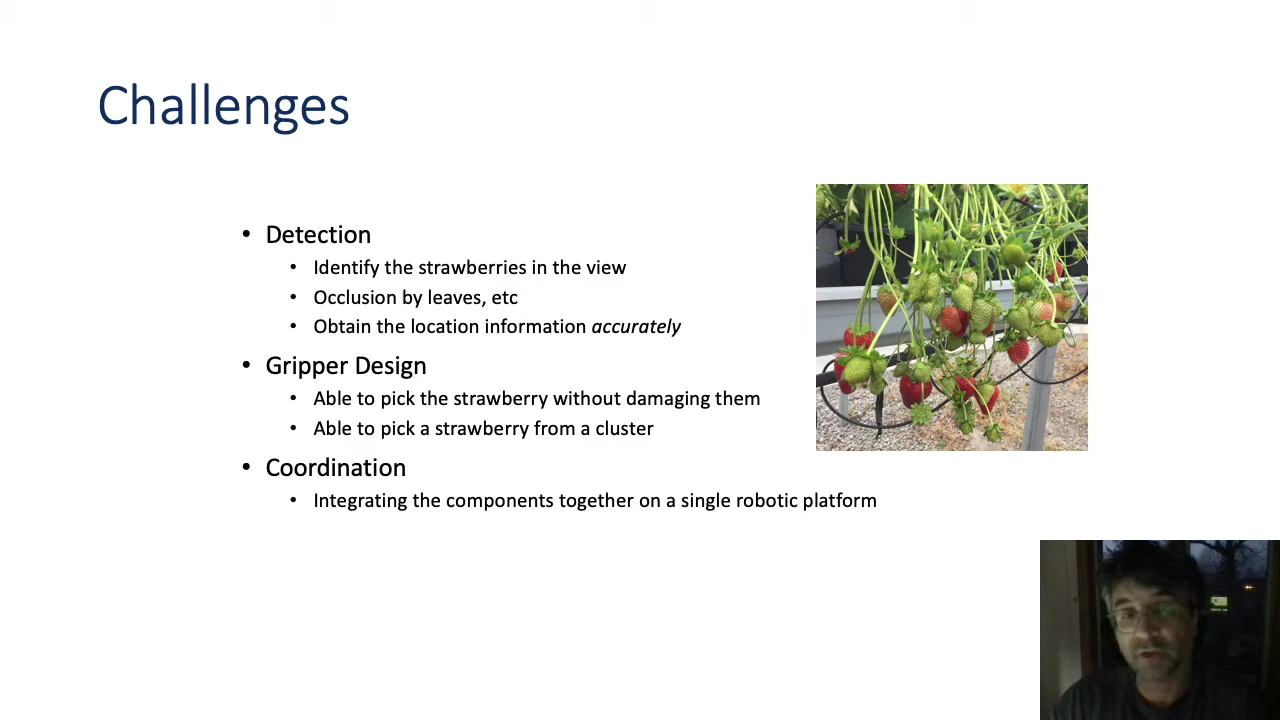 Challenges
• Detection
• Identify the strawberries in the view
• Occlusion by leaves, etc
• Obtain the location information accurately
• Gripper Design
• Able to pick the strawberry without damaging them
• Able to pick a strawberry from a cluster
• Coordination
• Integrating the components together on a single robotic platform